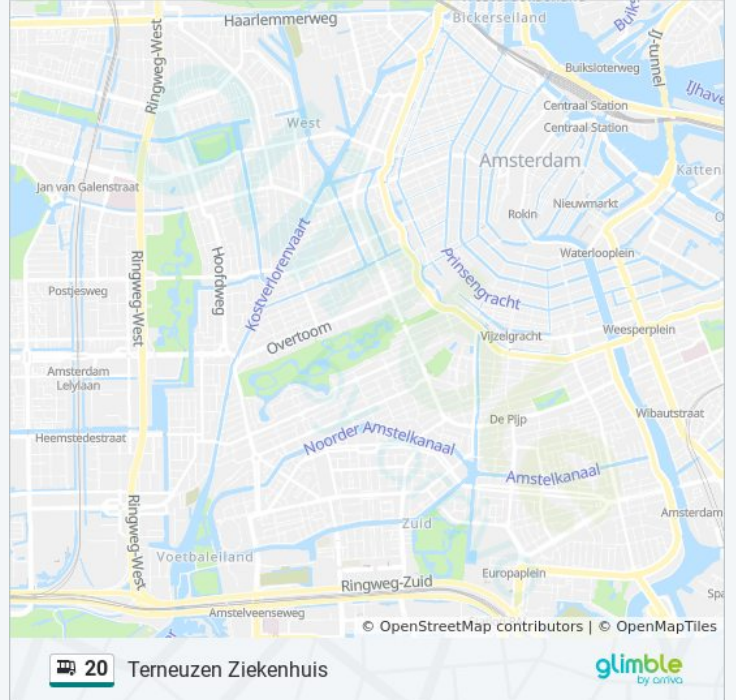 Haarlemmerweg
Bickerseiland
Ringweg-West
IJ-tunnel
Buiksloterweg
Centraal Station
Centraal Station
West
Amsterdam
Jan van Galenstraat
Nieuwmarkt
Rokin
Hoofdweg
Kostverlorenvaart
Prinsengracht
Waterlooplein
Postjesweg
Ringweg-West
Overtoom
Vijzelgracht
Weesperplein
Amsterdam
Lelylaan
De Pijp
Wibautstraat
Heemstedestraat
Noorder Amstelkanaal
Amstelkanaal
Ringweg-West
Zuid
Amsterdam
Voetbaleiland
Europaplein
Ringweg-Zuid
Amstelveenseweg
© OpenStreetMap contributors | © OpenMapTiles
20 Terneuzen Ziekenhuis
glimble
by arriva